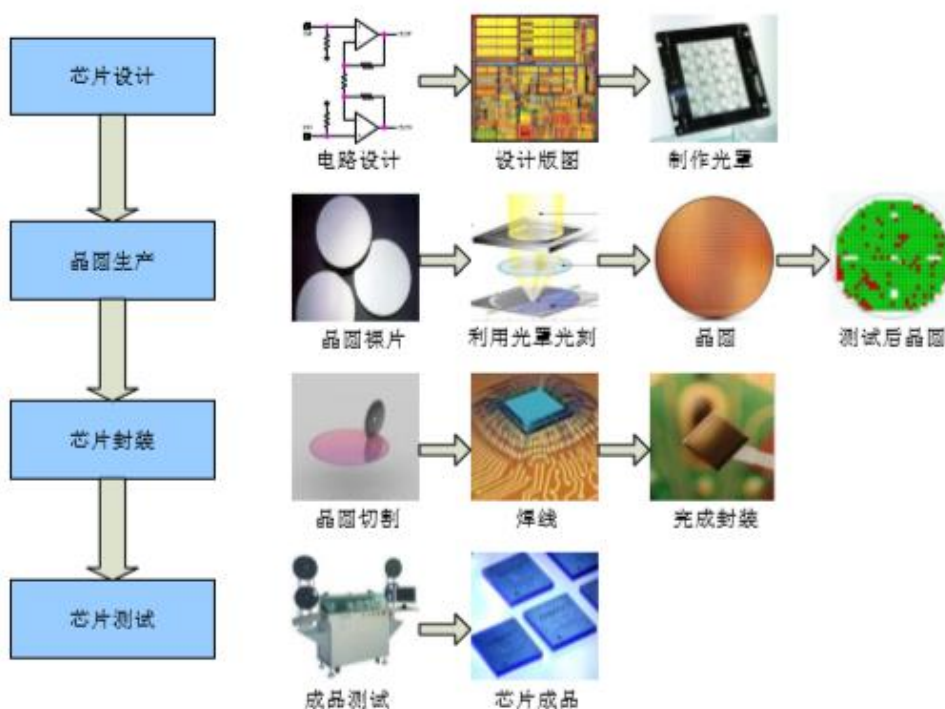 芯片设计
电路设计
设计版图
制作光罩
晶圆生产
晶圆裸片
利用光罩光刻
晶圆
测试后晶圆
芯片封装
晶圆切割
焊线
完成封装
芯片测试
成品测试
芯片成品